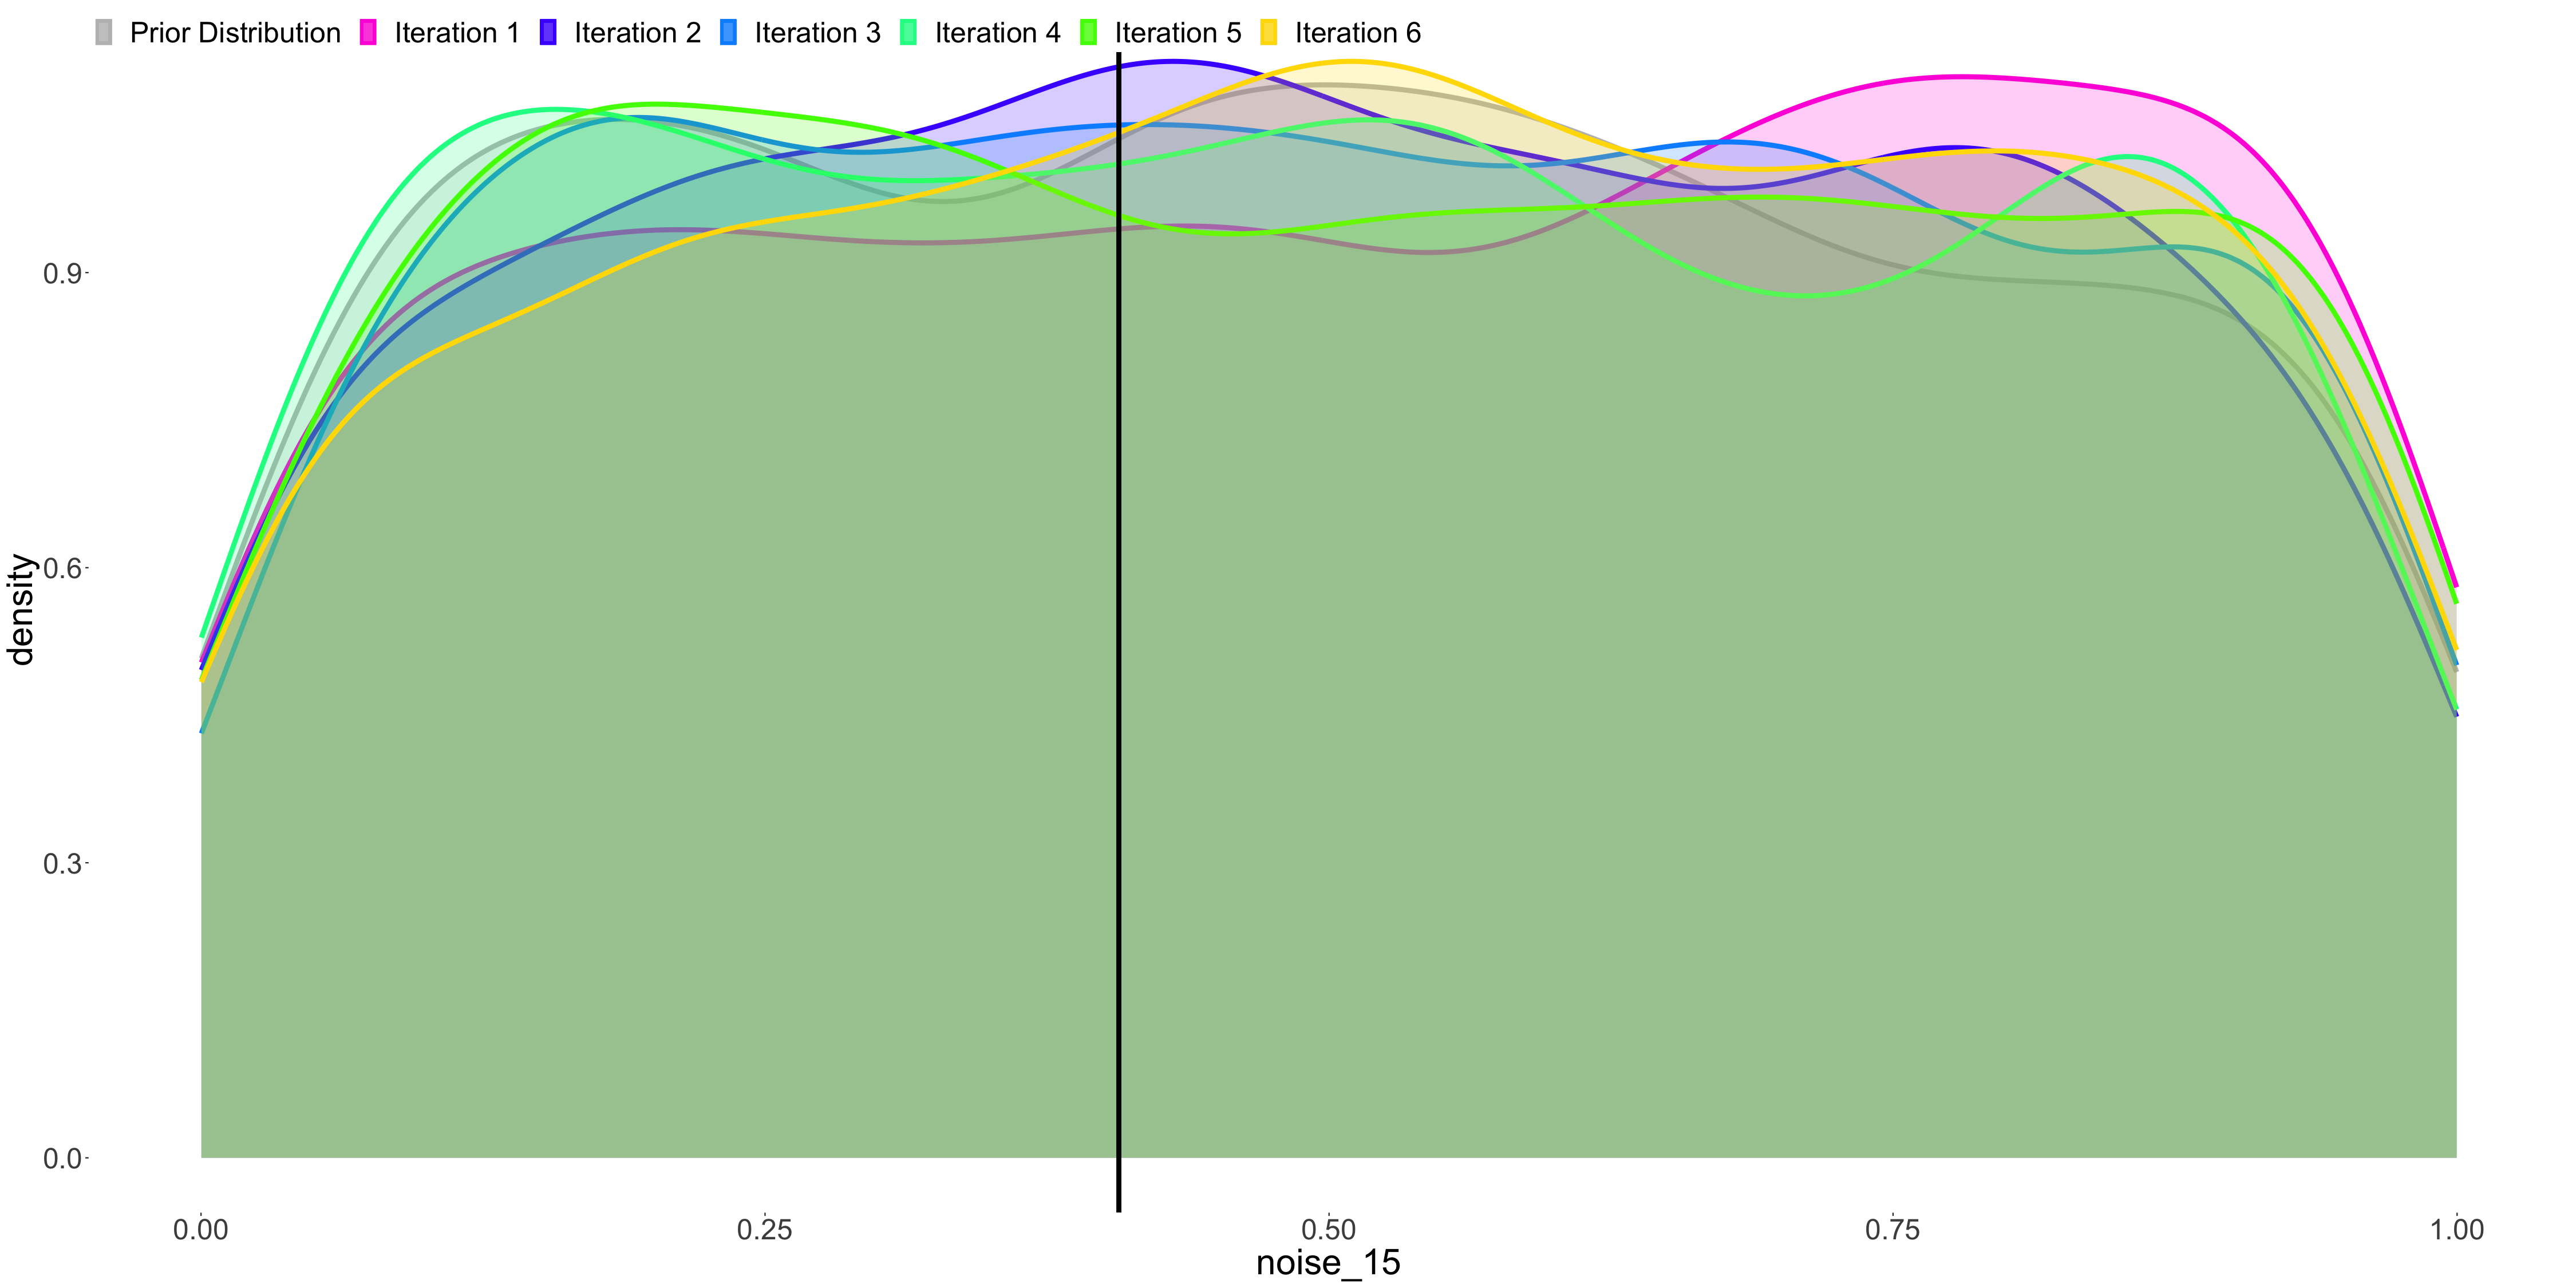 Prior Distribution Iteration 1 Iteration 2 Iteration 3 Iteration 4 Iteration 5 Iteration 6
density
0.9
0.6
0.3
0.0
0.00 0.25 0.50 0.75 1.00
noise_15